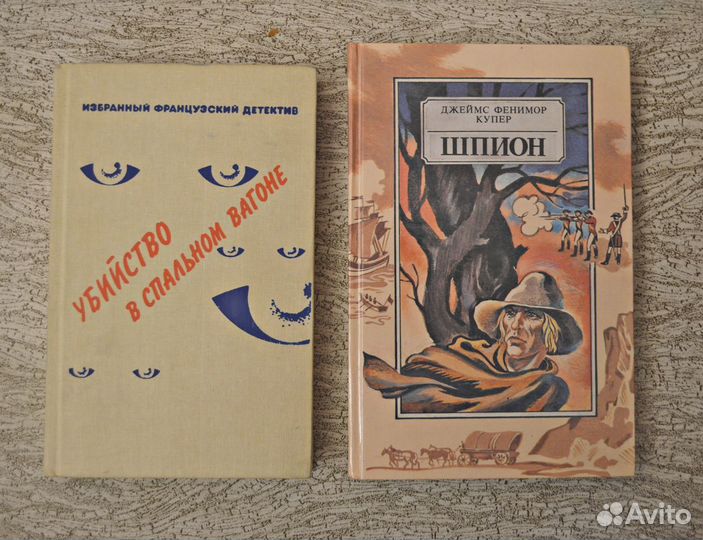 ИЗБРАННЫЙ ФРАНЦУЗСКИЙ ДЕТЕКТИВ
УБИЙСТВО
В СПАЛЬНОМ ВАГОНЕ
ДЖЕЙМС ФЕНИМОР
КУПЕР
ШПИОН
Avito